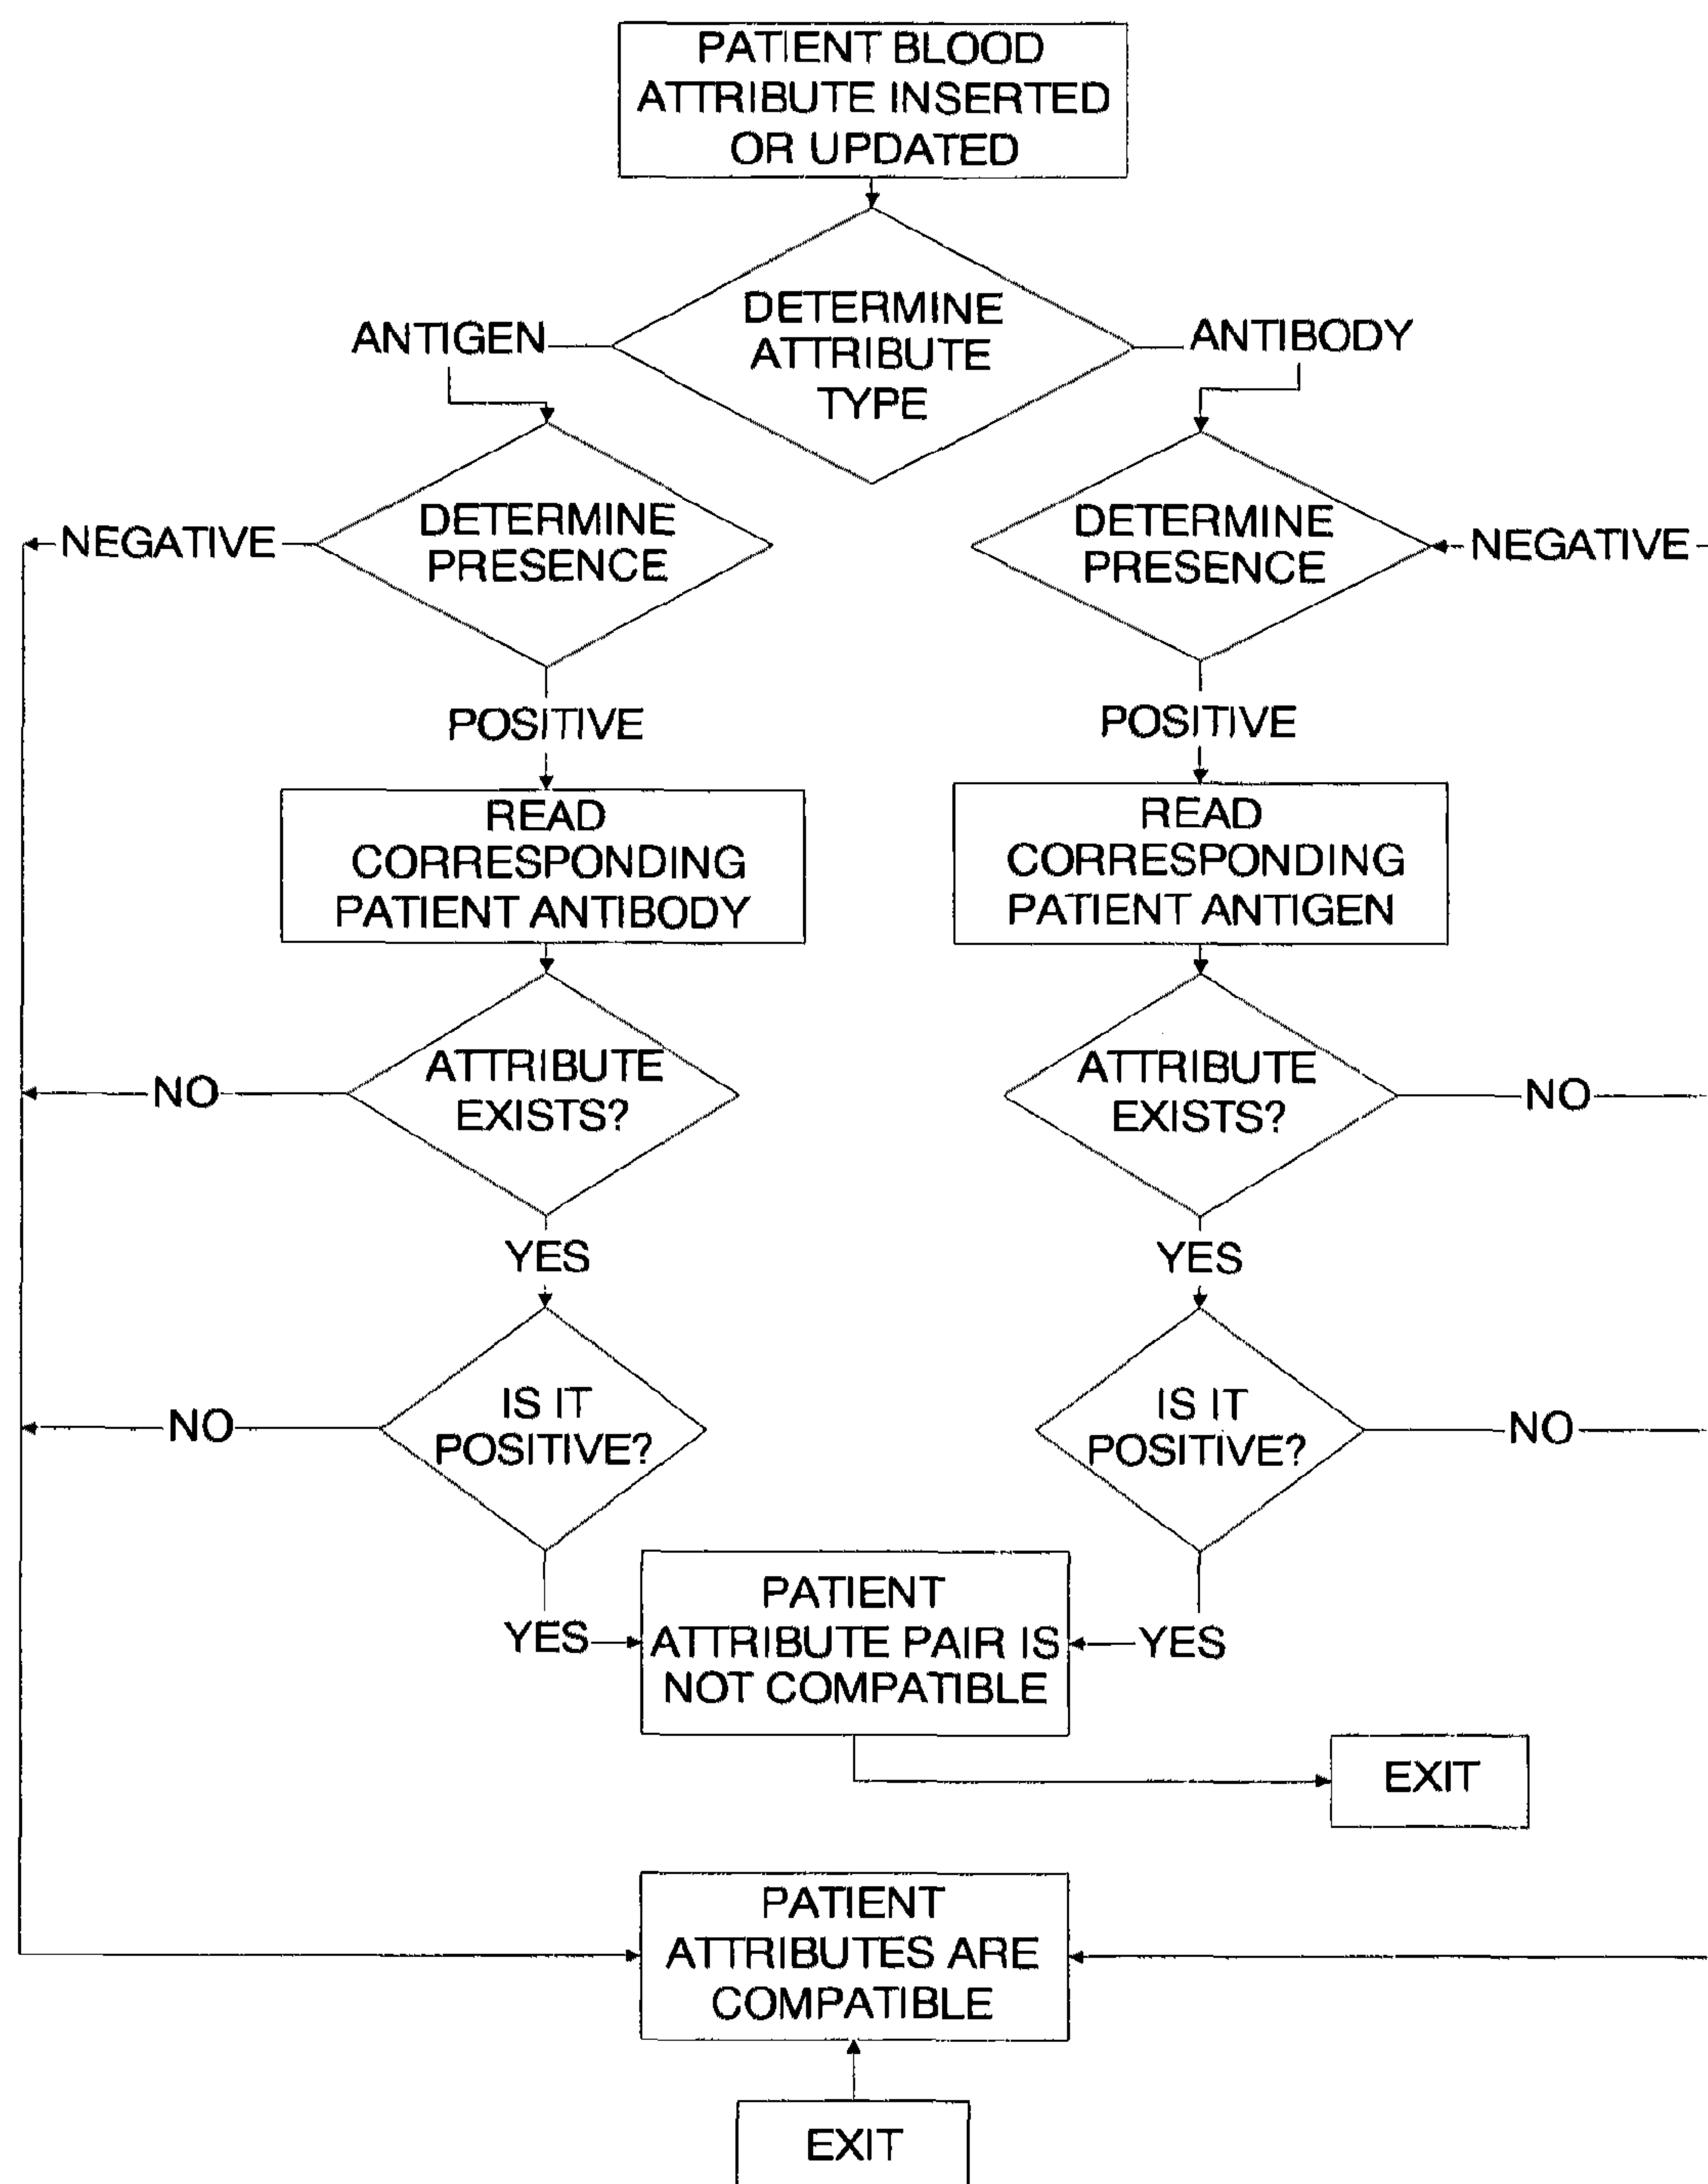 PATIENT BLOOD
ATTRIBUTE INSERTED
OR UPDATED
DETERMINE
ATTRIBUTE
TYPE
ANTIGEN
ANTIBODY
NEGATIVE
DETERMINE
PRESENCE
DETERMINE
PRESENCE
NEGATIVE
POSITIVE
POSITIVE
READ
CORRESPONDING
PATIENT ANTIBODY
READ
CORRESPONDING
PATIENT ANTIGEN
NO
ATTRIBUTE
EXISTS?
ATTRIBUTE
EXISTS?
NO
YES
YES
NO
IS IT
POSITIVE?
IS IT
POSITIVE?
NO
YES
PATIENT
ATTRIBUTE PAIR IS
NOT COMPATIBLE
YES
EXIT
PATIENT
ATTRIBUTES ARE
COMPATIBLE
EXIT